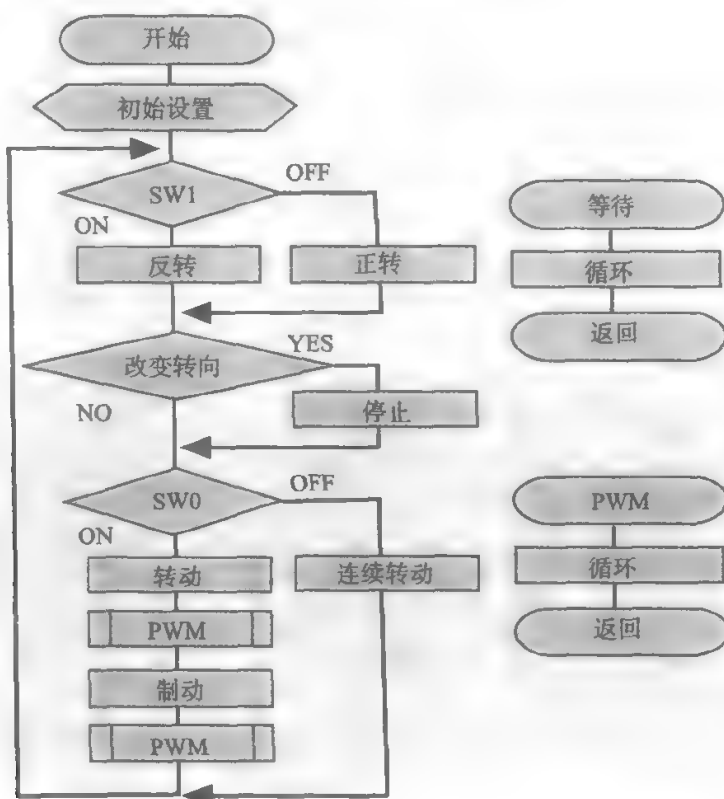 开始
初始设置
SW1
OFF
ON
反转
正转
改变转向
YES
NO
停止
SW0
OFF
ON
转动
连续转动
PWM
制动
PWM
等待
循环
返回
PWM
循环
返回